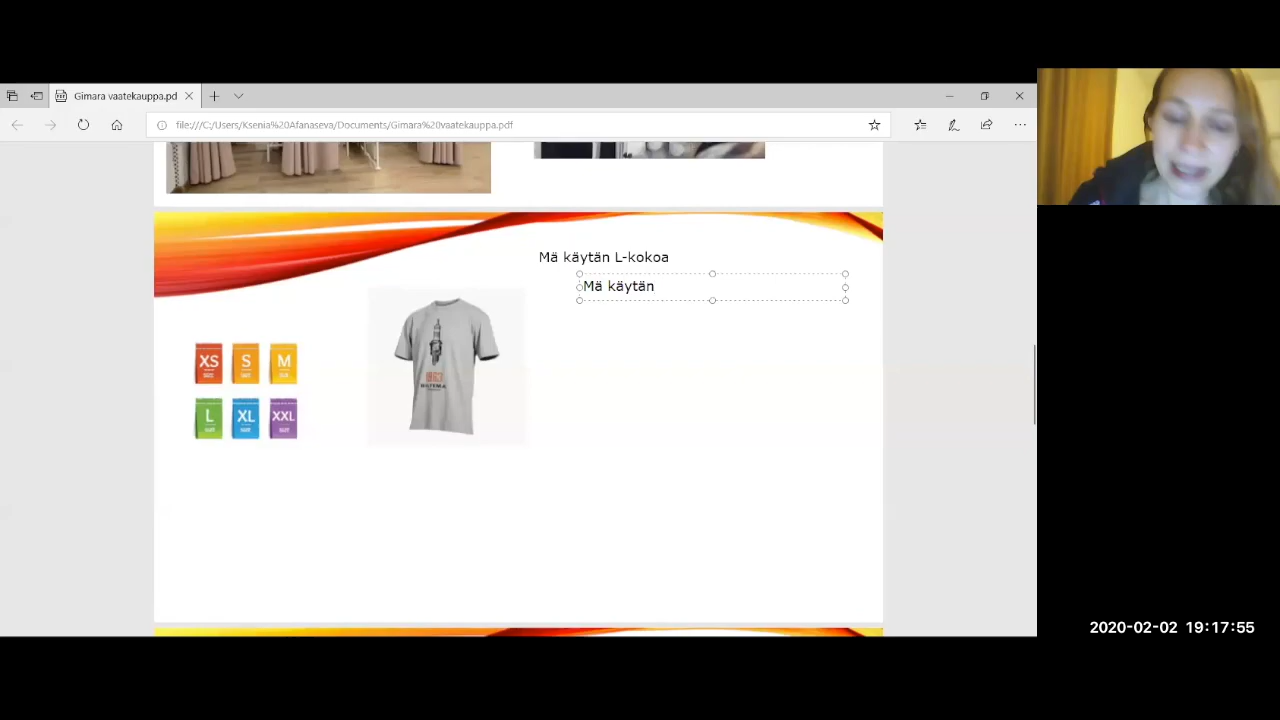 Gimara vaatekauppa.pd
file:///C:/Users/Ksenia%20Afanaseva/Documents/Gimara%20vaatekauppa.pdf
Mä käytän L-kokoa
Mä käytän
XS S M
L XL XXL
2020-02-02 19:17:55